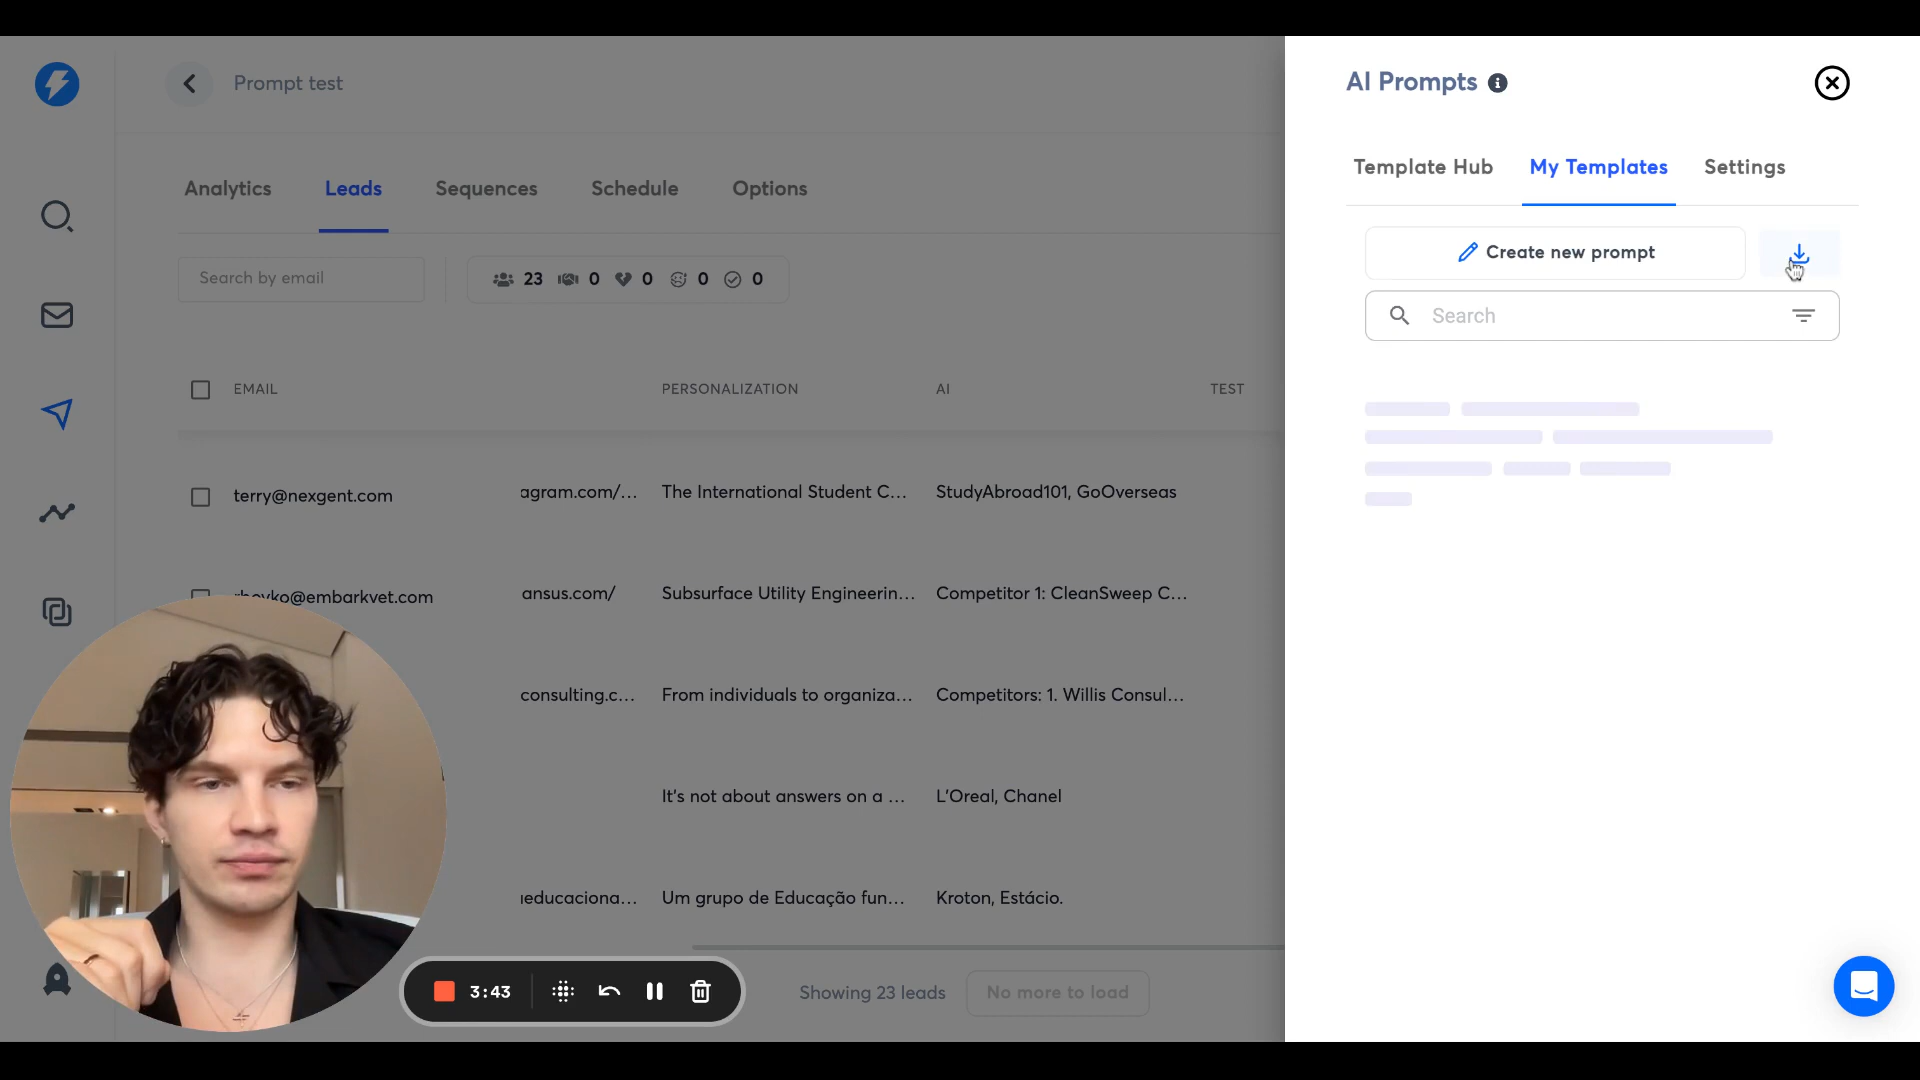 Prompt test
AI Prompts
Template Hub My Templates Settings
Analytics Leads Sequences Schedule Options
Create new prompt
Search by email 23 0 0 0 0
Search
EMAIL PERSONALIZATION AI TEST
terry@nexgent.com agram.com/... The International Student C... StudyAbroad101, GoOverseas
rboyko@embarkvet.com ansus.com/ Subsurface Utility Engineerin... Competitor 1: CleanSweep C...
consulting.c... From individuals to organiza... Competitors: 1. Willis Consul...
It's not about answers on a ... L'Oreal, Chanel
educaciona... Um grupo de Educação fun... Kroton, Estácio.
3:43
Showing 23 leads No more to load